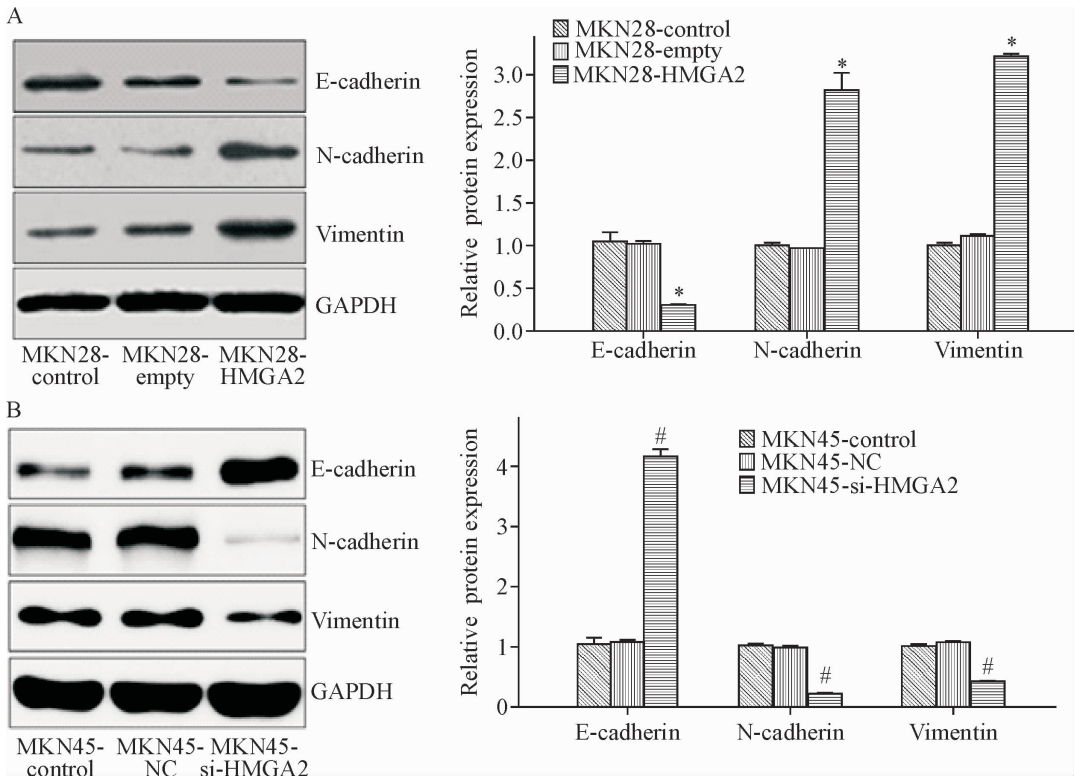 A
E-cadherin
N-cadherin
Vimentin
GAPDH
MKN28-
control
MKN28-
empty
MKN28-
HMGA2
MKN28-control
MKN28-empty
MKN28-HMGA2
Relative protein expression
3.0
2.5
2.0
1.5
1.0
0.5
0.0
*
*
*
E-cadherin
N-cadherin
Vimentin
B
E-cadherin
N-cadherin
Vimentin
GAPDH
MKN45-
control
MKN45-
NC
MKN45-
si-HMGA2
MKN45-control
MKN45-NC
MKN45-si-HMGA2
Relative protein expression
4
3
2
1
0
#
#
#
E-cadherin
N-cadherin
Vimentin